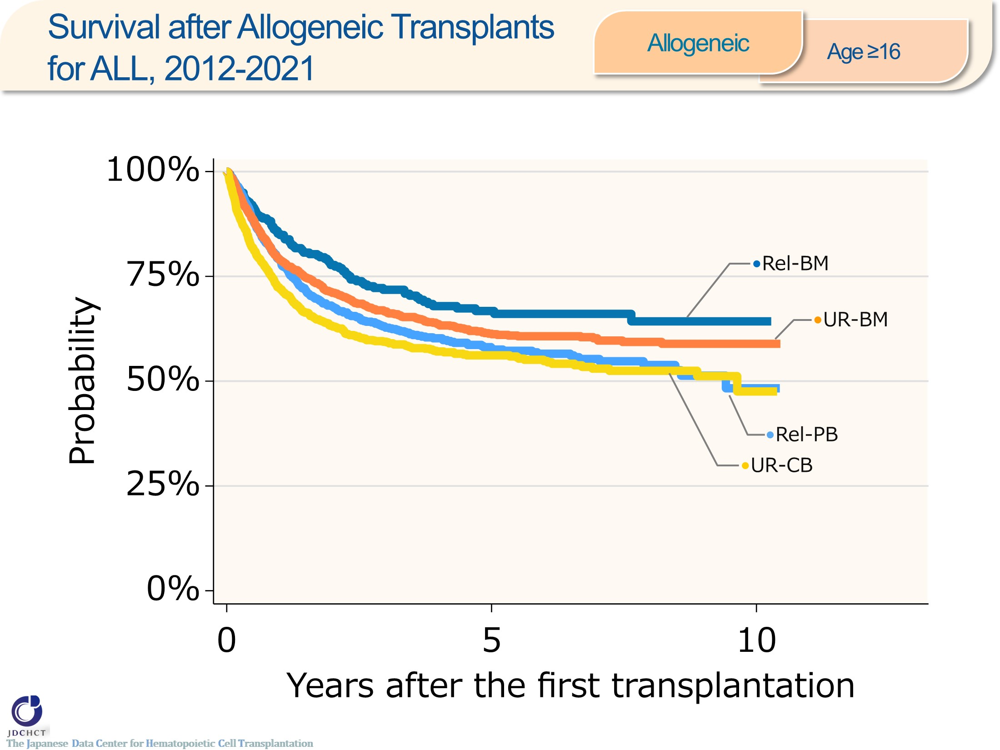 Survival after Allogeneic Transplants
for ALL, 2012-2021
Allogeneic
Age ≥16
100%
75%
50%
25%
0%
Probability
Rel-BM
UR-BM
Rel-PB
UR-CB
0
5
10
Years after the first transplantation
JDCHCT
The Japanese Data Center for Hematopoietic Cell Transplantation